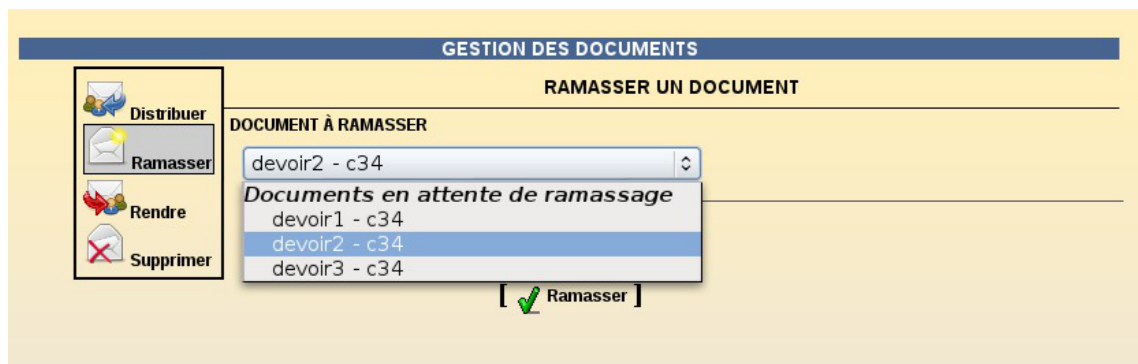 GESTION DES DOCUMENTS
RAMASSER UN DOCUMENT
Distribuer
Ramasser
Rendre
Supprimer
DOCUMENT À RAMASSER
devoir2 - c34
Documents en attente de ramassage
devoir1 - c34
devoir2 - c34
devoir3 - c34
[ Ramasser ]